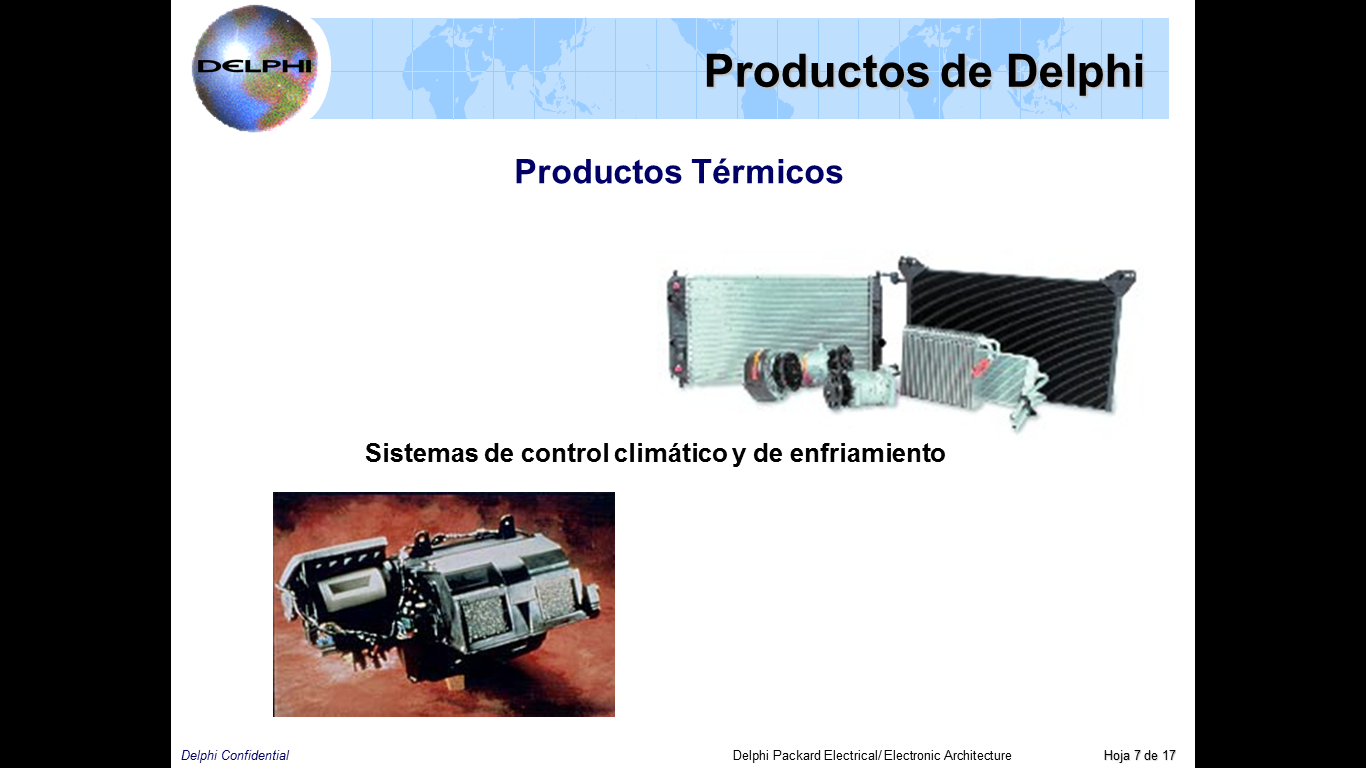 DELPHI
Productos de Delphi
Productos Térmicos
Sistemas de control climático y de enfriamiento
Delphi Confidential
Delphi Packard Electrical/ Electronic Architecture
Hoja 7 de 17